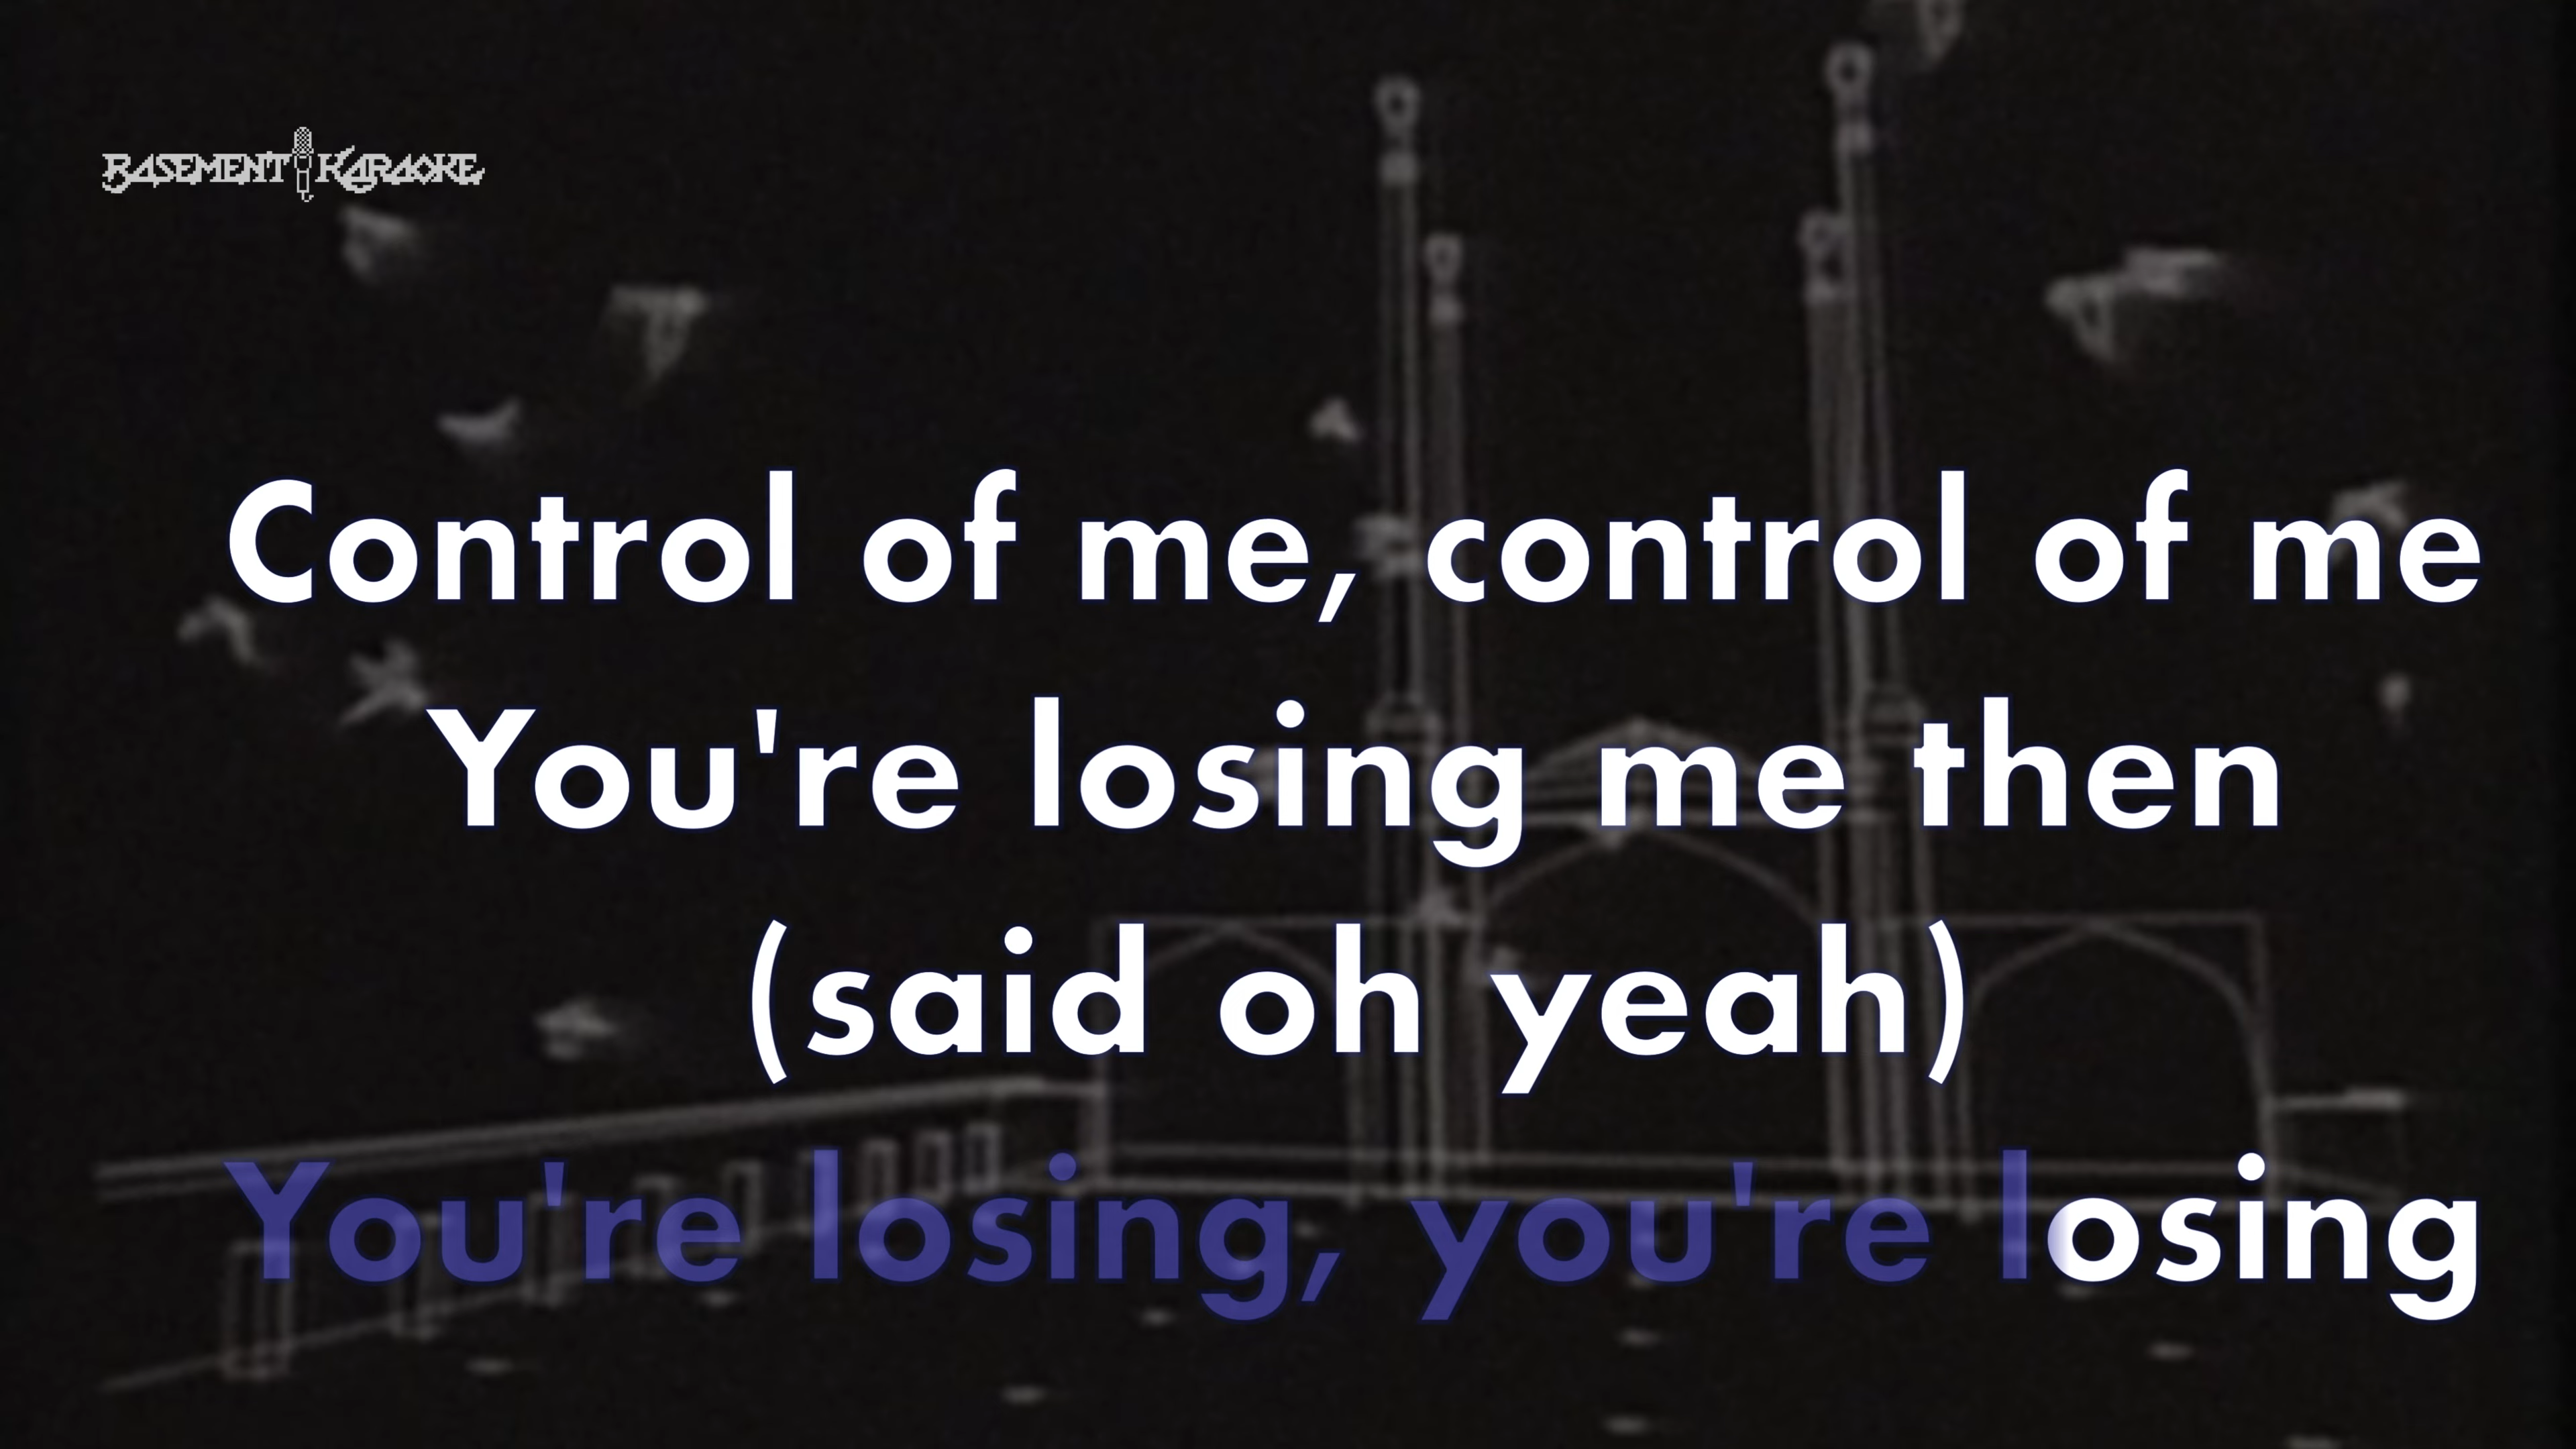 BASEMENT KARAOKE
Control of me, control of me
You're losing me then
(said oh yeah)
You're losing, you're losing